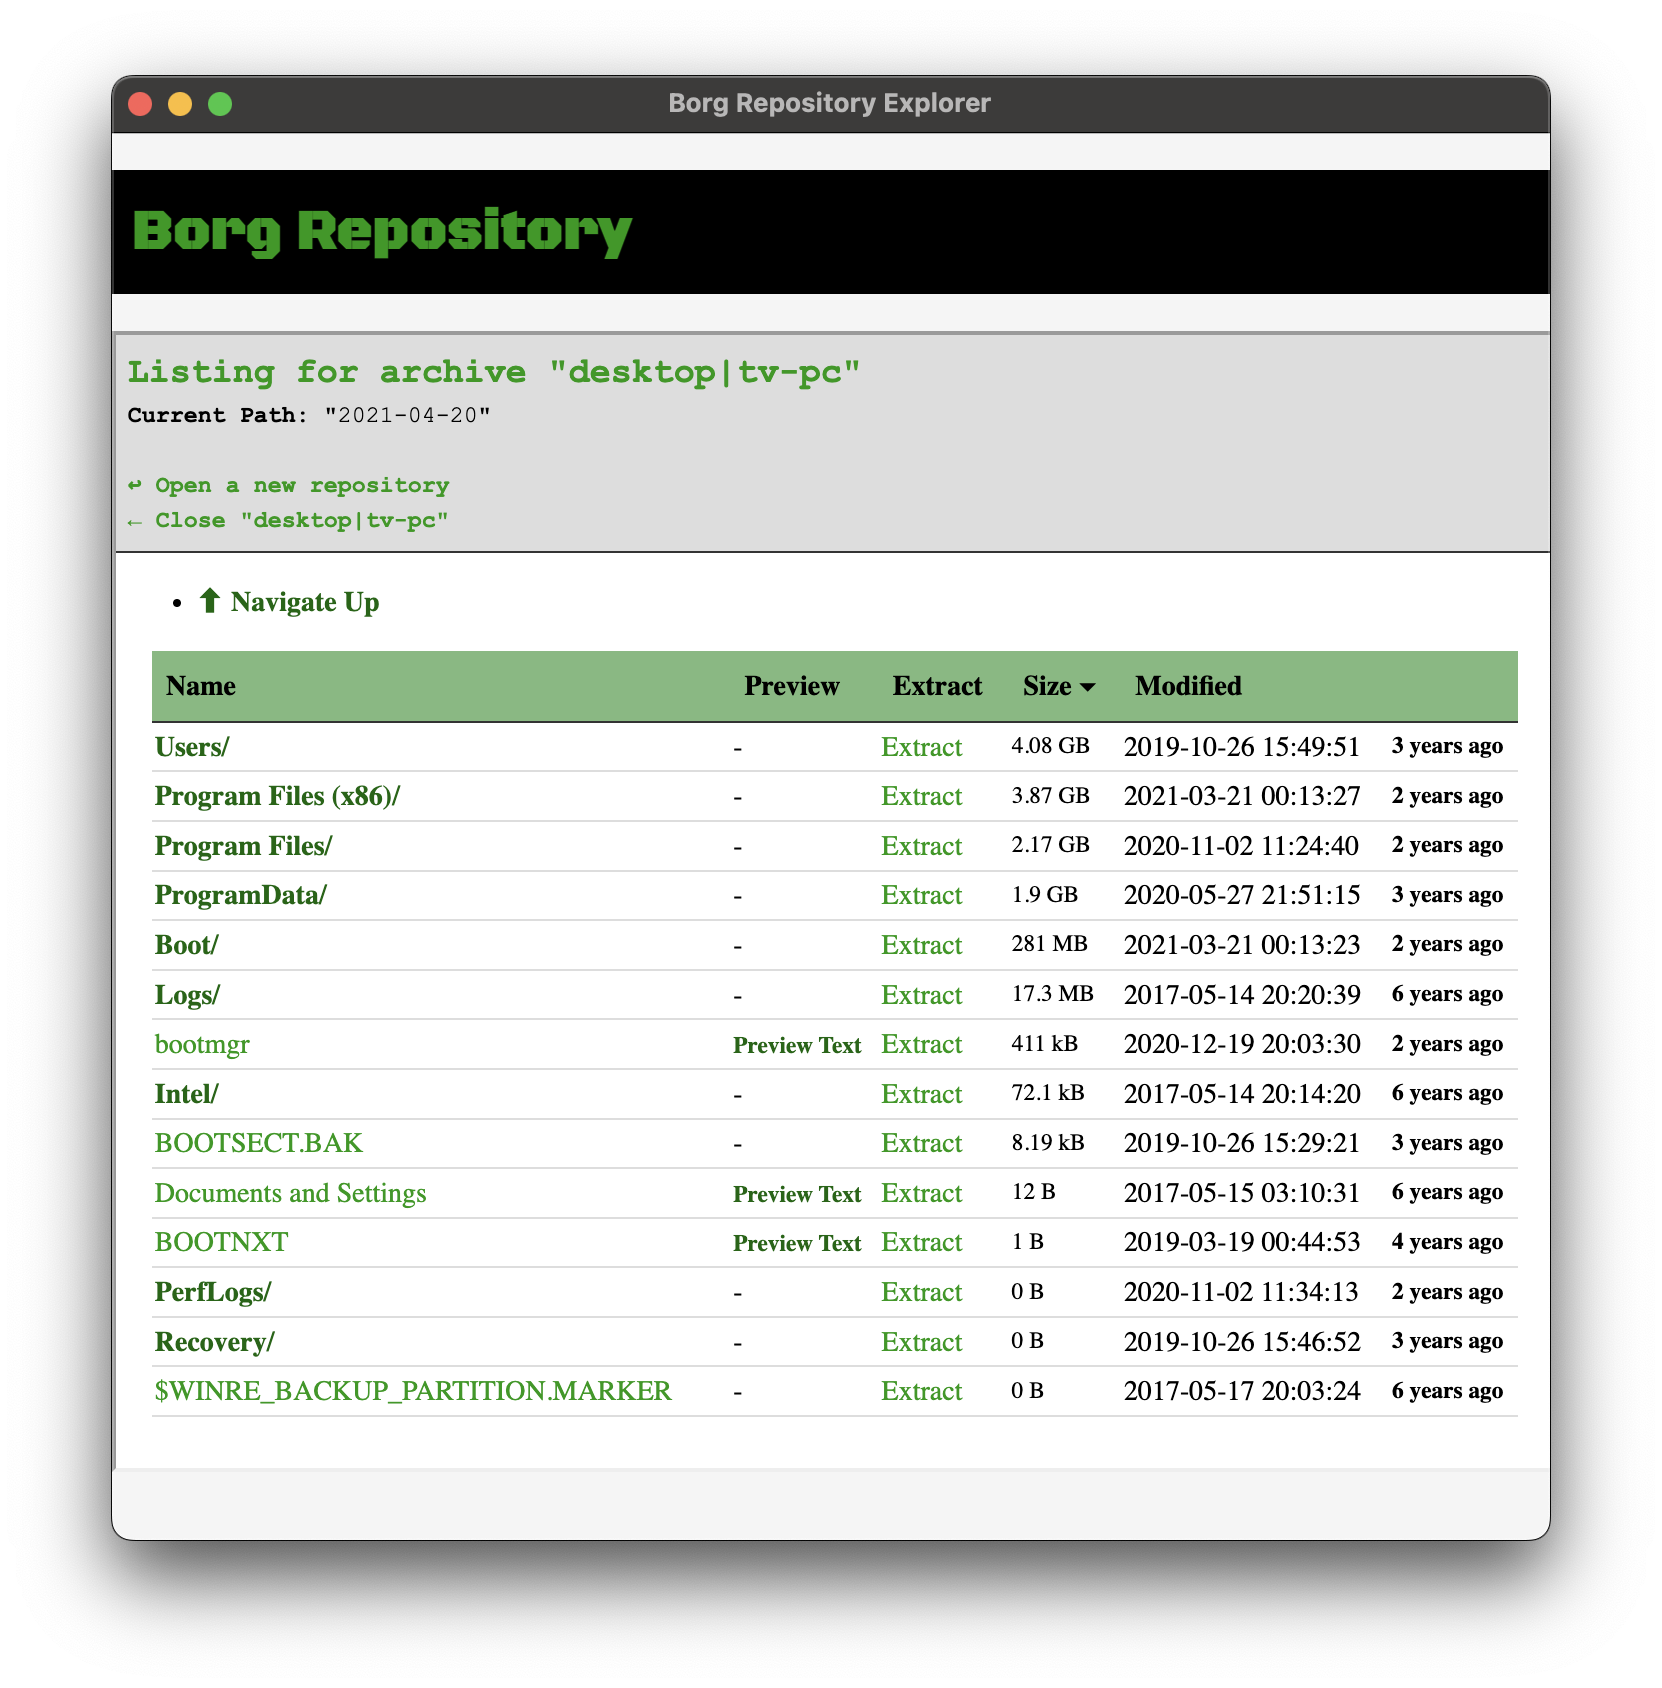 Borg Repository Explorer
Borg Repository
Listing for archive "desktop|tv-pc"
Current Path: "2021-04-20"
↩ Open a new repository
← Close "desktop|tv-pc"
• ⬆ Navigate Up
Name Preview Extract Size Modified
Users/ - Extract 4.08 GB 2019-10-26 15:49:51 3 years ago
Program Files (x86)/ - Extract 3.87 GB 2021-03-21 00:13:27 2 years ago
Program Files/ - Extract 2.17 GB 2020-11-02 11:24:40 2 years ago
ProgramData/ - Extract 1.9 GB 2020-05-27 21:51:15 3 years ago
Boot/ - Extract 281 MB 2021-03-21 00:13:23 2 years ago
Logs/ - Extract 17.3 MB 2017-05-14 20:20:39 6 years ago
bootmgr Preview Text Extract 411 kB 2020-12-19 20:03:30 2 years ago
Intel/ - Extract 72.1 kB 2017-05-14 20:14:20 6 years ago
BOOTSECT.BAK - Extract 8.19 kB 2019-10-26 15:29:21 3 years ago
Documents and Settings Preview Text Extract 12 B 2017-05-15 03:10:31 6 years ago
BOOTNXT Preview Text Extract 1 B 2019-03-19 00:44:53 4 years ago
PerfLogs/ - Extract 0 B 2020-11-02 11:34:13 2 years ago
Recovery/ - Extract 0 B 2019-10-26 15:46:52 3 years ago
$WINRE_BACKUP_PARTITION.MARKER - Extract 0 B 2017-05-17 20:03:24 6 years ago